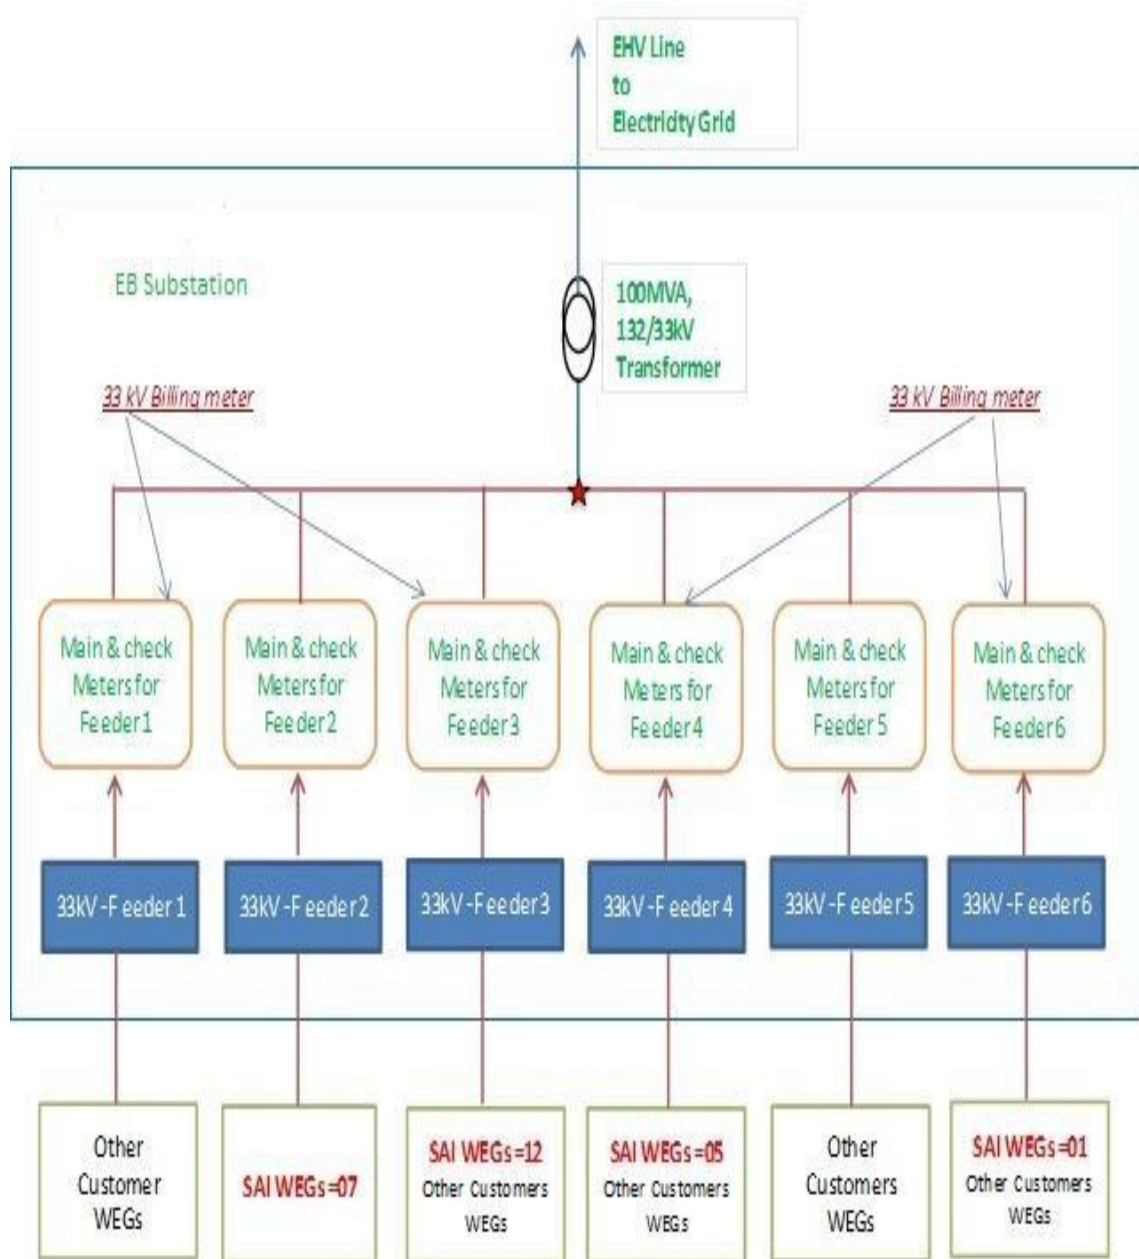 EHV Line
to
Electricity Grid
EB Substation
100MVA,
132/33kV
Transformer
33 kV Billing meter
33 kV Billing meter
Main & check
Meters for
Feeder 1
Main & check
Meters for
Feeder 2
Main & check
Meters for
Feeder 3
Main & check
Meters for
Feeder 4
Main & check
Meters for
Feeder 5
Main & check
Meters for
Feeder 6
33kV-Feeder 1
33kV-Feeder 2
33kV-Feeder 3
33kV-Feeder 4
33kV-Feeder 5
33kV-Feeder 6
Other
Customer
WEGs
SAI WEGs=07
SAI WEGs=12
Other Customers
WEGs
SAI WEGs=05
Other Customers
WEGs
Other
Customers
WEGs
SAI WEGs=01
Other Customers
WEGs